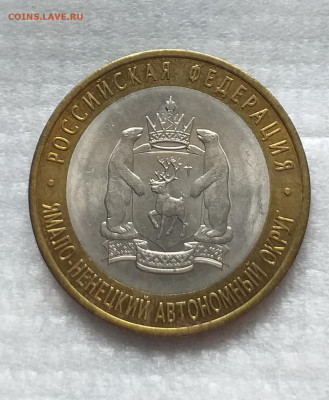 COINS.LAVE.RU
• РОССИЙСКАЯ ФЕДЕРАЦИЯ •
ЯМАЛО-НЕНЕЦКИЙ АВТОНОМНЫЙ ОКРУГ